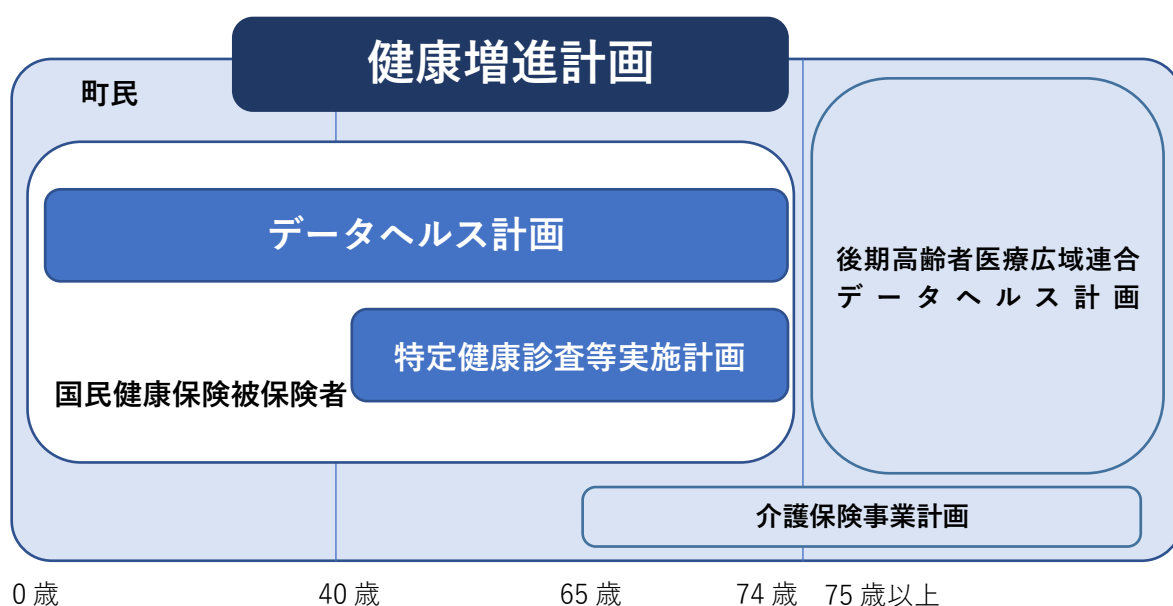 健康増進計画
町民
データヘルス計画
後期高齢者医療広域連合
データヘルス計画
特定健康診査等実施計画
国民健康保険被保険者
介護保険事業計画
0歳 40歳 65歳 74歳 75歳以上